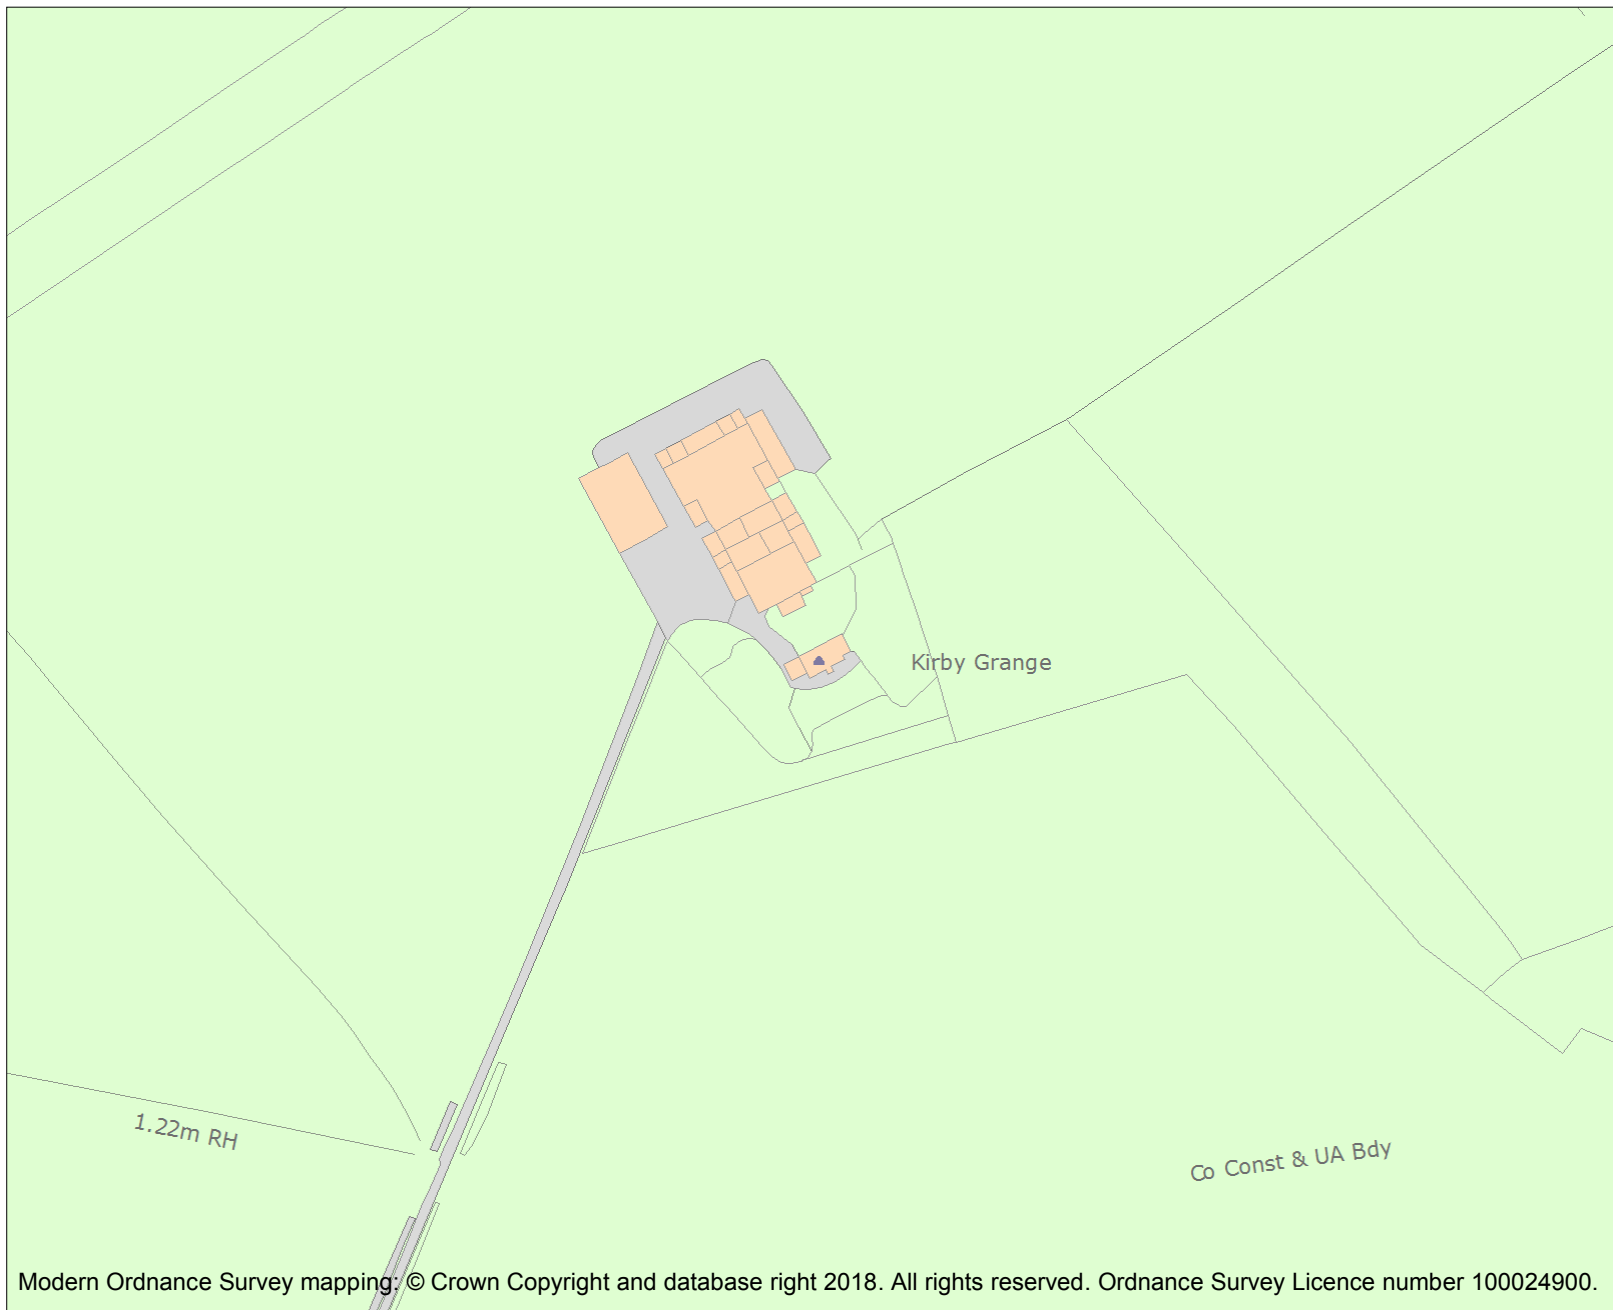 Kirby Grange
1.22m RH
Co Const & UA Bdy
Modern Ordnance Survey mapping: © Crown Copyright and database right 2018. All rights reserved. Ordnance Survey Licence number 100024900.